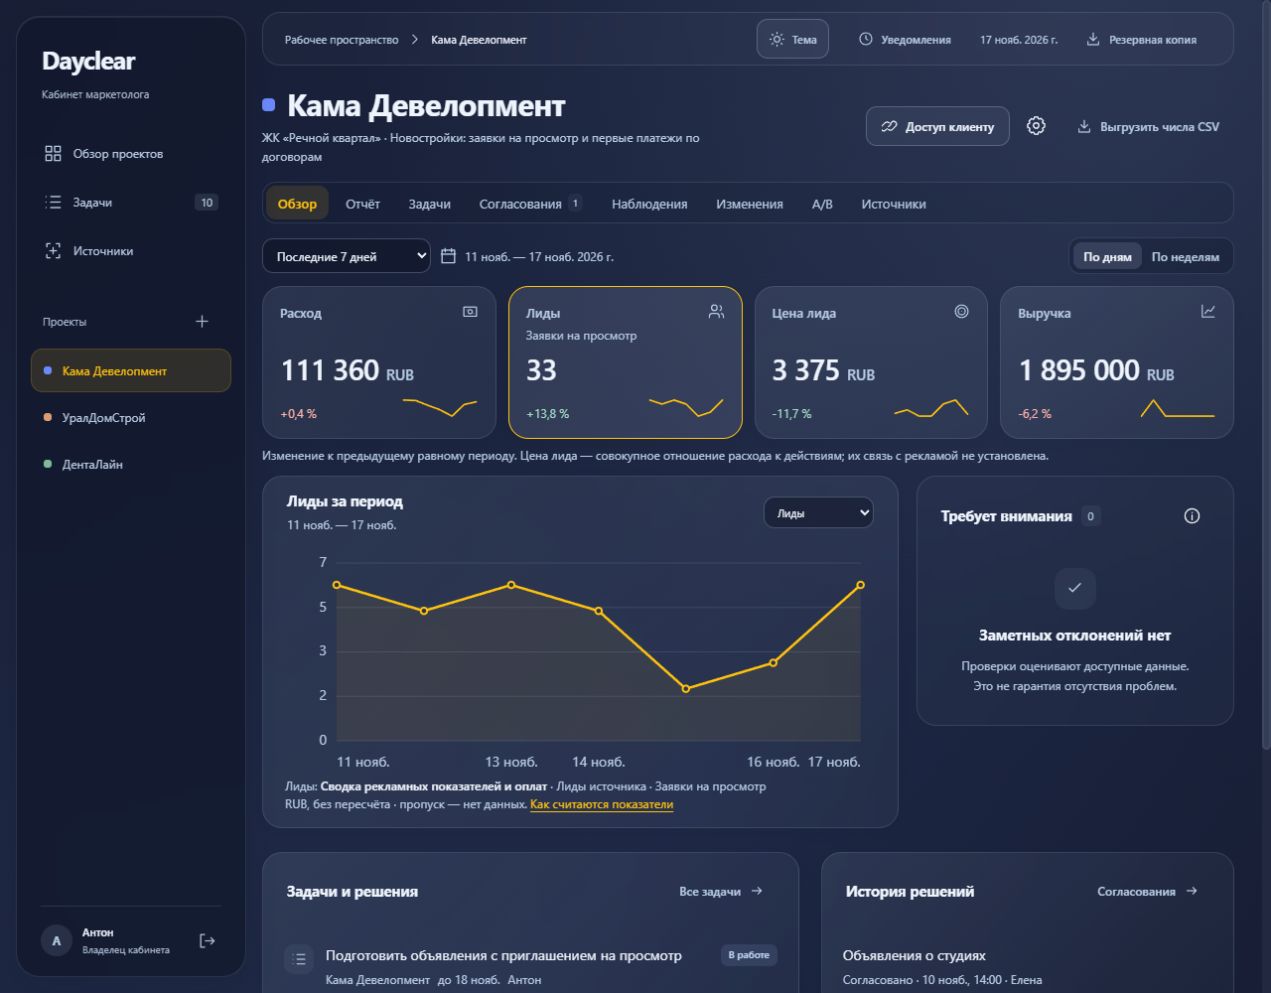 Dayclear
Кабинет маркетолога
Обзор проектов
Задачи 10
Источники
Проекты
Кама Девелопмент
УралДомСтрой
ДентаЛайн
А
Антон
Владелец кабинета
Рабочее пространство
Кама Девелопмент
Тема
Уведомления
17 нояб. 2026 г.
Резервная копия
Кама Девелопмент
ЖК «Речной квартал» · Новостройки: заявки на просмотр и первые платежи по
договорам
Доступ клиенту
Выгрузить числа CSV
Обзор Отчёт Задачи Согласования 1 Наблюдения Изменения A/B Источники
Последние 7 дней
11 нояб. — 17 нояб. 2026 г.
По дням По неделям
Расход
111 360 RUB
+0,4 %
Лиды
Заявки на просмотр
33
+13,8 %
Цена лида
3 375 RUB
-11,7 %
Выручка
1 895 000 RUB
-6,2 %
Изменение к предыдущему равному периоду. Цена лида — совокупное отношение расхода к действиям; их связь с рекламой не установлена.
Лиды за период
11 нояб. — 17 нояб.
Лиды
7
5
3
2
0
11 нояб. 13 нояб. 14 нояб. 16 нояб. 17 нояб.
Лиды: Сводка рекламных показателей и оплат · Лиды источника · Заявки на просмотр
RUB, без пересчёта · пропуск — нет данных. Как считаются показатели
Требует внимания 0
Заметных отклонений нет
Проверки оценивают доступные данные.
Это не гарантия отсутствия проблем.
Задачи и решения
Все задачи
Подготовить объявления с приглашением на просмотр
В работе
Кама Девелопмент до 18 нояб. Антон
История решений
Согласования
Объявления о студиях
Согласовано · 10 нояб., 14:00 · Елена